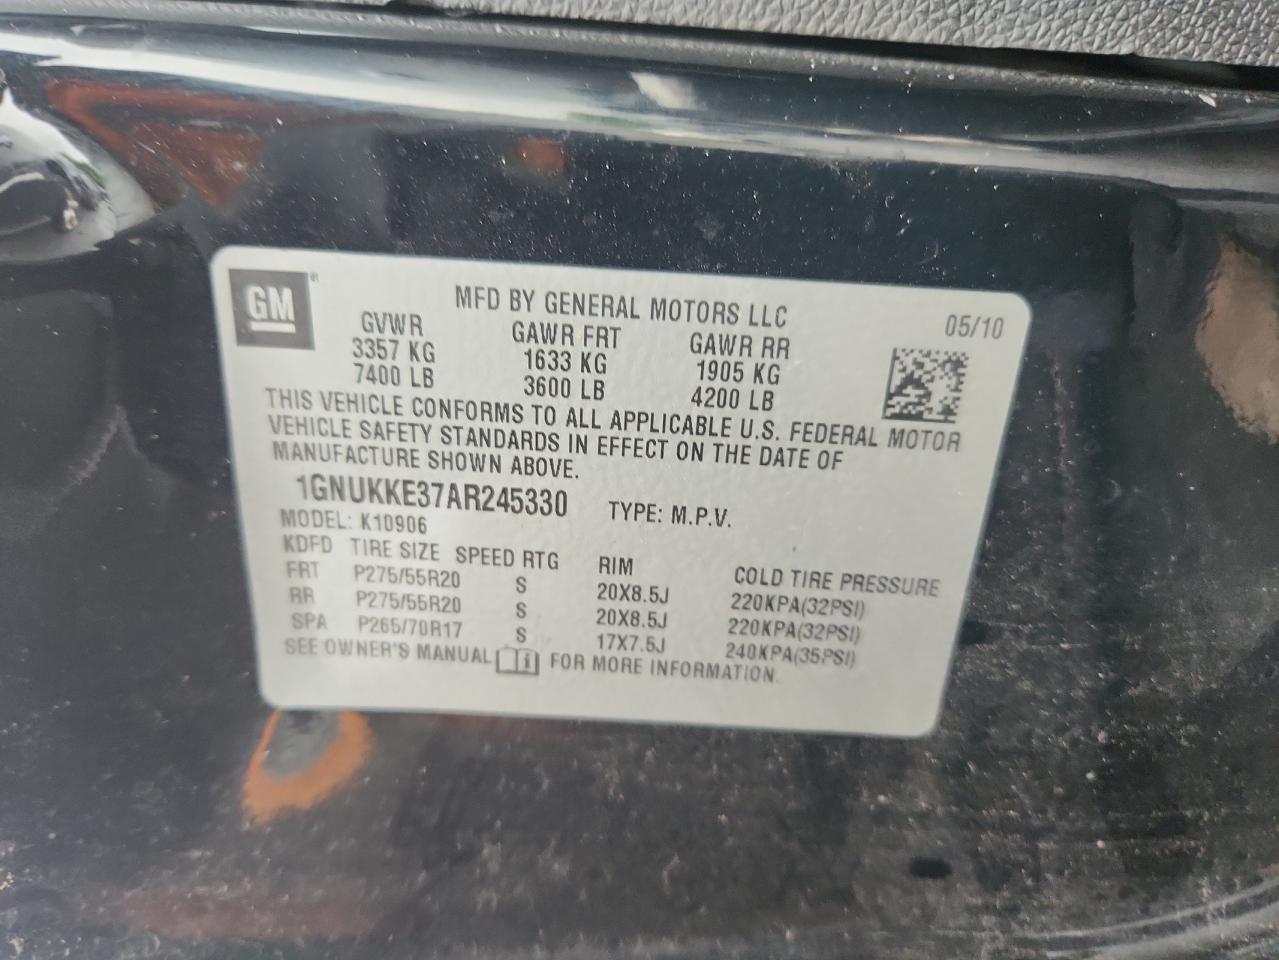 GM
MFD BY GENERAL MOTORS LLC
05/10
GVWR GAWR FRT GAWR RR
3357 KG 1633 KG 1905 KG
7400 LB 3600 LB 4200 LB
THIS VEHICLE CONFORMS TO ALL APPLICABLE U.S. FEDERAL MOTOR
VEHICLE SAFETY STANDARDS IN EFFECT ON THE DATE OF
MANUFACTURE SHOWN ABOVE.
1GNUKKE37AR245330 TYPE: M.P.V.
MODEL: K10906
KDFD TIRE SIZE SPEED RTG RIM COLD TIRE PRESSURE
FRT P275/55R20 S 20X8.5J 220KPA(32PSI)
RR P275/55R20 S 20X8.5J 220KPA(32PSI)
SPA P265/70R17 S 17X7.5J 240KPA(35PSI)
SEE OWNER'S MANUAL FOR MORE INFORMATION.